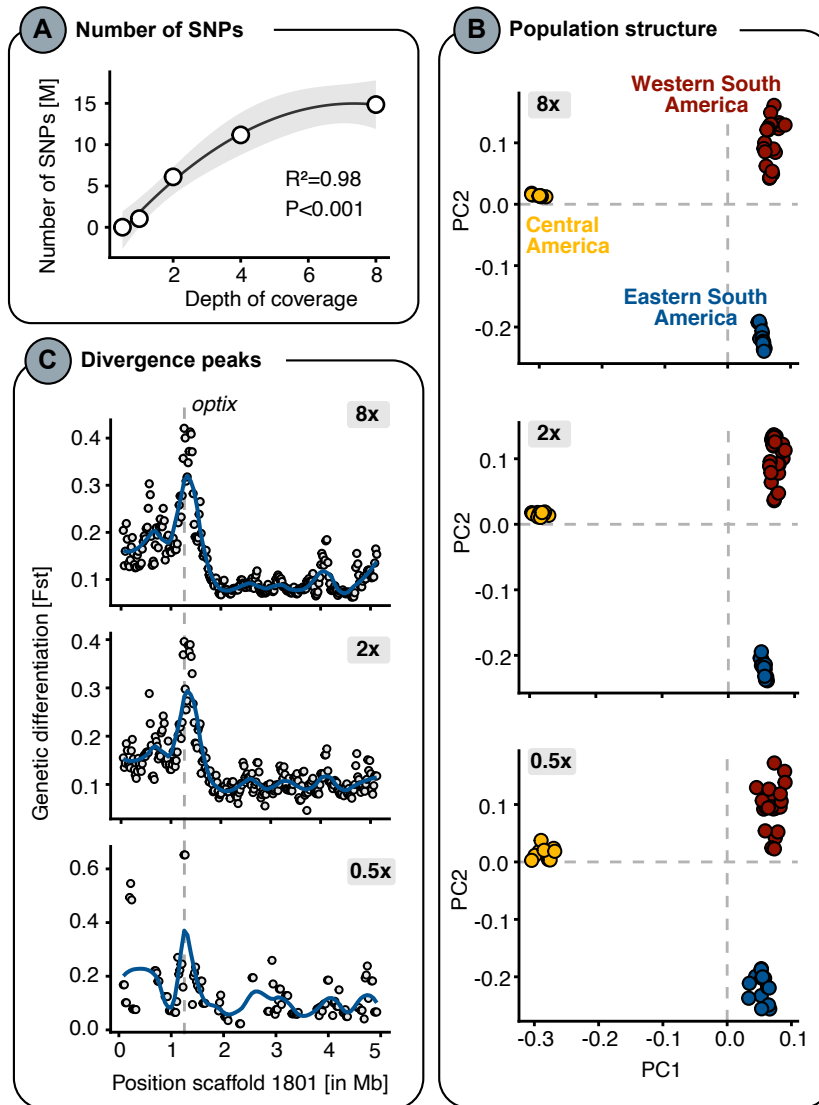 A Number of SNPs
Number of SNPs [M]
15
10
5
0
R²=0.98
P<0.001
2 4 6 8
Depth of coverage
B Population structure
8x
Western South
America
Central
America
Eastern South
America
PC2
0.1
0.0
-0.1
-0.2
2x
PC2
0.1
0.0
-0.1
-0.2
0.5x
PC2
0.1
0.0
-0.1
-0.2
-0.3 0.0 0.1
PC1
C Divergence peaks
optix
8x
0.4
0.3
0.2
0.1
Genetic differentiation [Fst]
2x
0.4
0.3
0.2
0.1
0.5x
0.6
0.4
0.2
0.0
0 1 2 3 4 5
Position scaffold 1801 [in Mb]